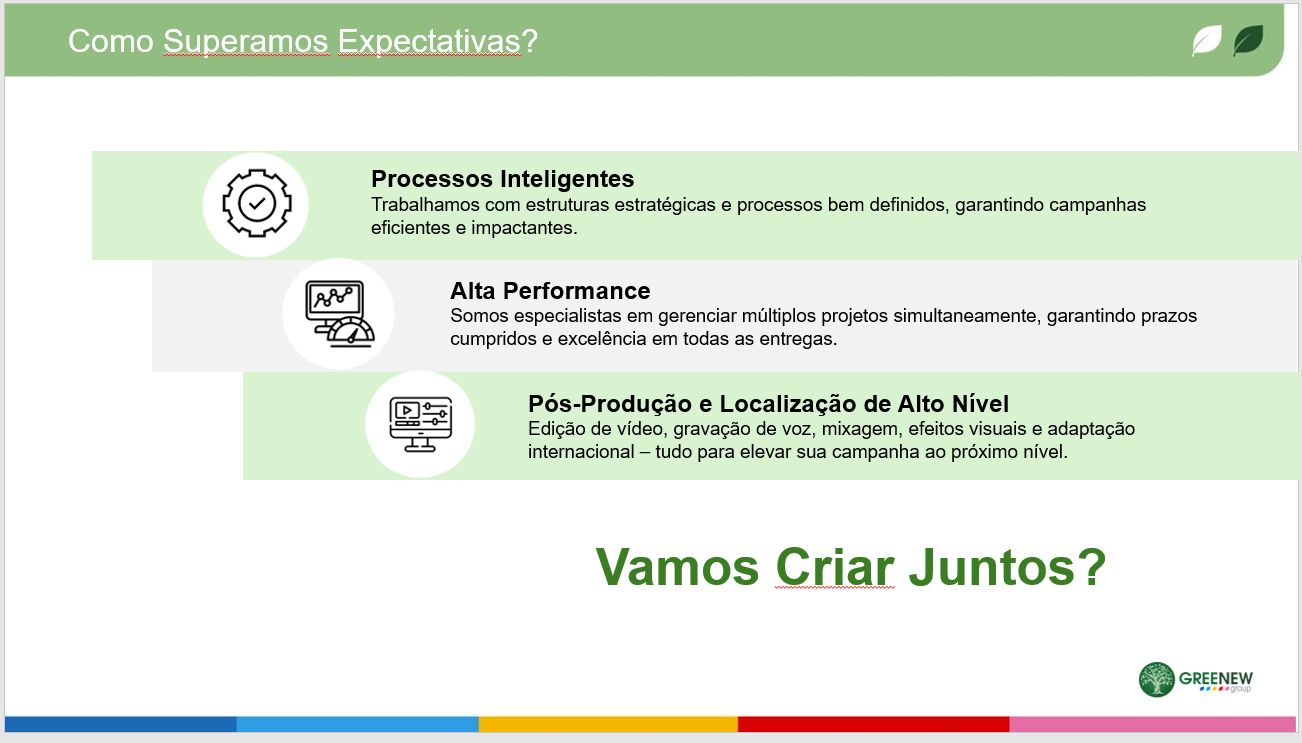 Como Superamos Expectativas?
Processos Inteligentes
Trabalhamos com estruturas estratégicas e processos bem definidos, garantindo campanhas
eficientes e impactantes.
Alta Performance
Somos especialistas em gerenciar múltiplos projetos simultaneamente, garantindo prazos
cumpridos e excelência em todas as entregas.
Pós-Produção e Localização de Alto Nível
Edição de vídeo, gravação de voz, mixagem, efeitos visuais e adaptação
internacional – tudo para elevar sua campanha ao próximo nível.
Vamos Criar Juntos?
GREENEW
group